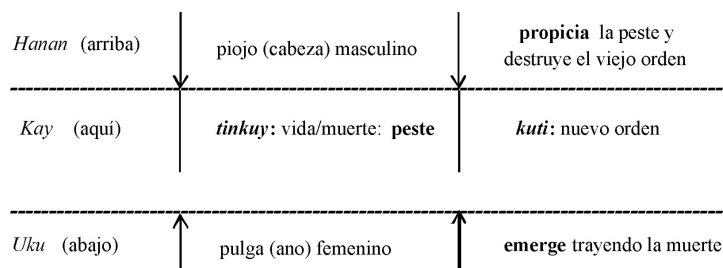 Hanan (arriba) piojo (cabeza) masculino propicia la peste y
destruye el viejo orden
Kay (aquí) tinkuy: vida/muerte: peste kuti: nuevo orden
Uku (abajo) pulga (ano) femenino emerge trayendo la muerte